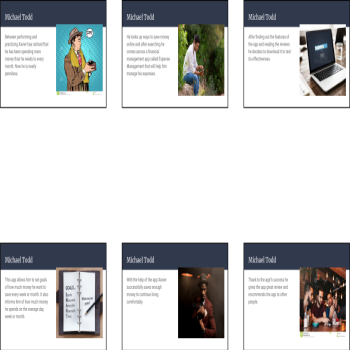 Michael Todd
Between performing and
practicing Xavier has noticed that
he has been spending more
money than he needs to every
month. Now he is nearly
penniless.
Michael Todd
He looks up ways to save money
online and after searching he
comes across a financial
management app called Expense
Management that will help him
manage his expenses.
Michael Todd
After finding out the features of
the app and reading the reviews
he decides to download it to test
its effectiveness.
Michael Todd
This app allows him to set goals
of how much money he want to
save every week or month. It also
informs him of how much money
he spends on the average day,
week or month.
GOALS
Michael Todd
With the help of the app Xavier
successfully saves enough
money to continue living
comfortably.
Michael Todd
Thanks to the app's success he
gives the app great review and
recommends the app to other
people.